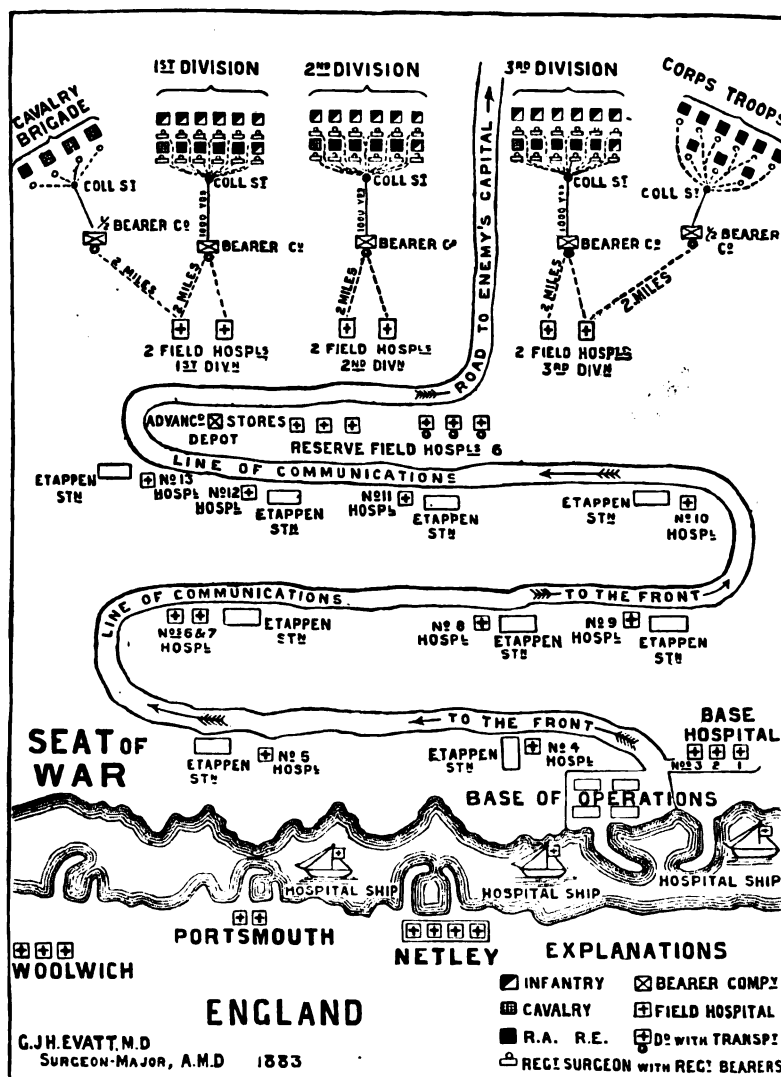 1ST DIVISION
2ND DIVISION
3RD DIVISION
CORPS TROOPS
CAVALRY
BRIGADE
COLL ST
COLL ST
COLL ST
COLL ST
COLL ST
1000 YDS
1000 YDS
1000 YDS
½ BEARER Co
BEARER Co
BEARER Co
BEARER Co
½ BEARER
Co
2 MILES
2 MILES
2 MILES
2 MILES
2 MILES
2 FIELD HOSPLS
1ST DIVN
2 FIELD HOSPLS
2ND DIVN
2 FIELD HOSPLS
3RD DIVN
ROAD TO ENEMY'S CAPITAL
ADVANCD STORES
DEPOT
RESERVE FIELD HOSPLS 6
LINE OF COMMUNICATIONS
ETAPPEN
STN
No 13
HOSPL
No 12
HOSPL
ETAPPEN
STN
No 11
HOSPL
ETAPPEN
STN
ETAPPEN
STN
No 10
HOSPL
LINE OF COMMUNICATIONS
TO THE FRONT
Nos 6 & 7
HOSPL
ETAPPEN
STN
No 8
HOSPL
ETAPPEN
STN
No 9
HOSPL
ETAPPEN
STN
TO THE FRONT
SEAT OF
WAR
ETAPPEN
STN
No 5
HOSPL
ETAPPEN
STN
No 4
HOSPL
BASE
HOSPITAL
Nos 3 2 1
BASE OF OPERATIONS
HOSPITAL SHIP
HOSPITAL SHIP
HOSPITAL SHIP
WOOLWICH
PORTSMOUTH
NETLEY
ENGLAND
G.J.H. EVATT, M.D
SURGEON-MAJOR, A.M.D 1883
EXPLANATIONS
INFANTRY
BEARER COMPY
CAVALRY
FIELD HOSPITAL
R.A. R.E.
Do WITH TRANSPT
REGT SURGEON WITH REGT BEARERS